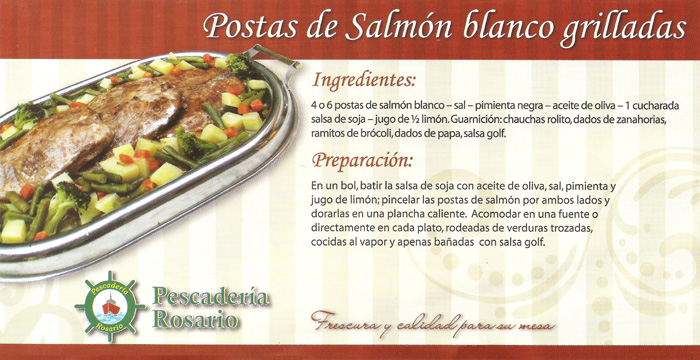 Postas de Salmón blanco grilladas
Ingredientes:
4 o 6 postas de salmón blanco – sal – pimienta negra – aceite de oliva – 1 cucharada
salsa de soja – jugo de ½ limón. Guarnición: chauchas rolito, dados de zanahorias,
ramitos de brócoli, dados de papa, salsa golf.
Preparación:
En un bol, batir la salsa de soja con aceite de oliva, sal, pimienta y
jugo de limón; pincelar las postas de salmón por ambos lados y
dorarlas en una plancha caliente. Acomodar en una fuente o
directamente en cada plato, rodeadas de verduras trozadas,
cocidas al vapor y apenas bañadas con salsa golf.
Pescadería
Rosario
Pescadería
Rosario
Frescura y calidad para su mesa